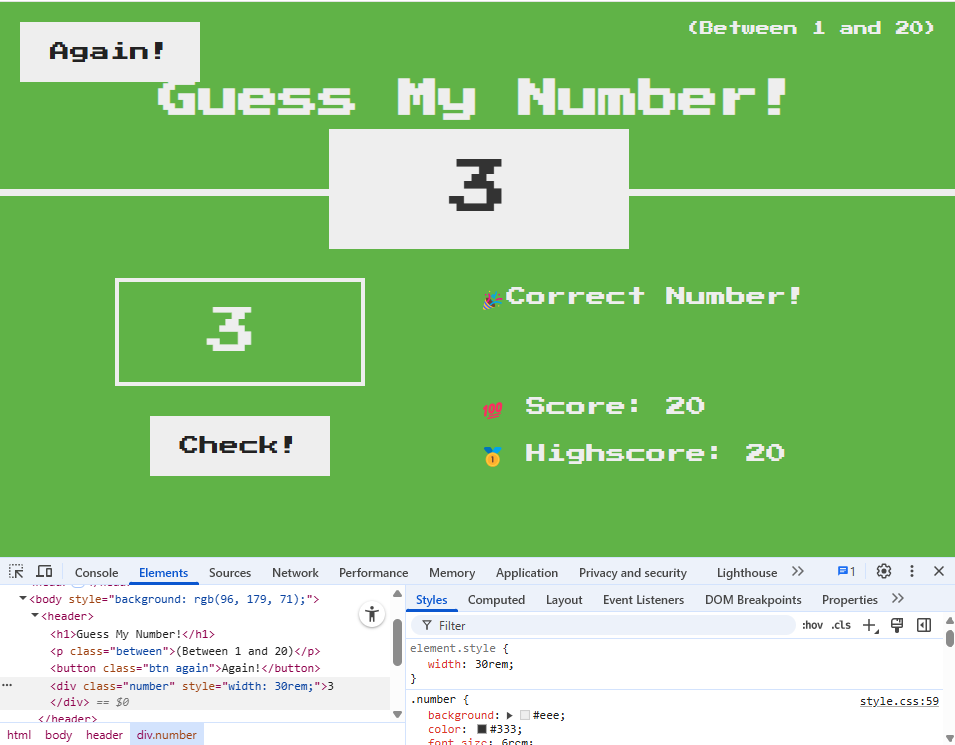 Again!
(Between 1 and 20)
Guess My Number!
3
3
🎉Correct Number!
💯 Score: 20
Check!
🥇 Highscore: 20
Console Elements Sources Network Performance Memory Application Privacy and security Lighthouse 1
<body style="background: rgb(96, 179, 71);">
<header>
<h1>Guess My Number!</h1>
<p class="between">(Between 1 and 20)</p>
<button class="btn again">Again!</button>
<div class="number" style="width: 30rem;">3
</div> == $0
</header>
html body header div.number
Styles Computed Layout Event Listeners DOM Breakpoints Properties
Filter :hov .cls
element.style {
width: 30rem;
}
.number { style.css:59
background: #eee;
color: #333;
font size: 6rem;